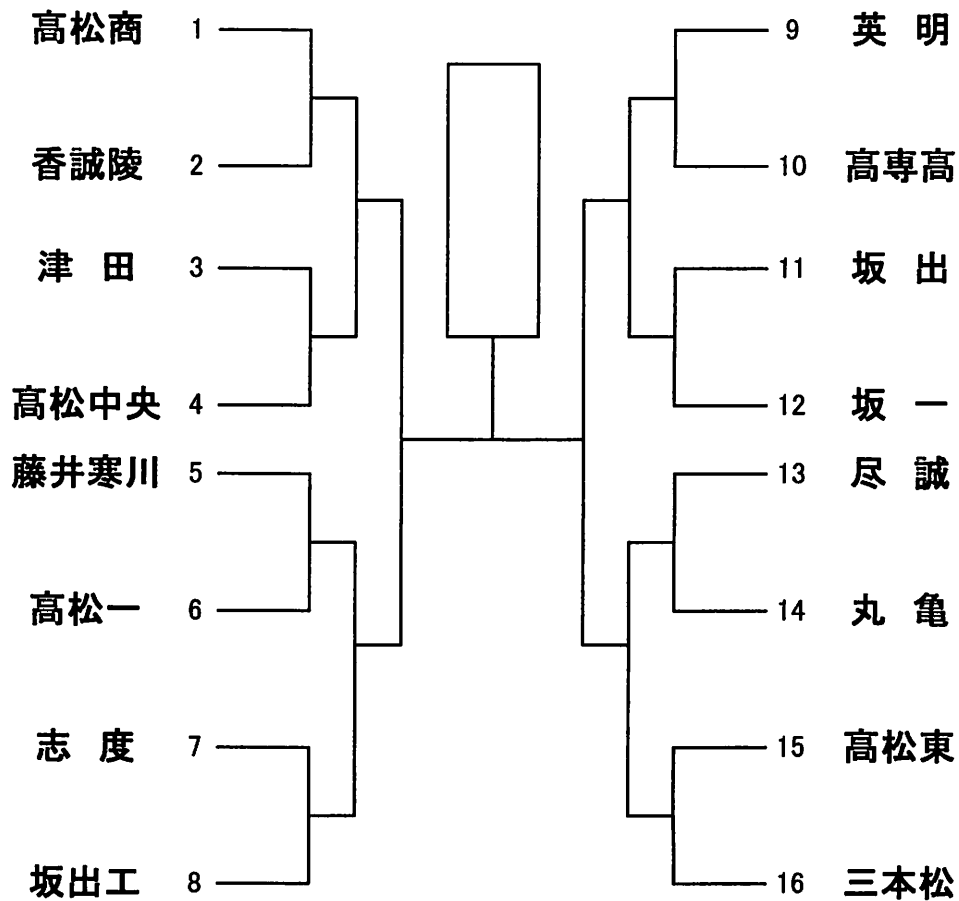 高松商 1
香誠陵 2
津 田 3
高松中央 4
藤井寒川 5
高松一 6
志 度 7
坂出工 8
9 英 明
10 高専高
11 坂 出
12 坂 一
13 尽 誠
14 丸 亀
15 高松東
16 三本松